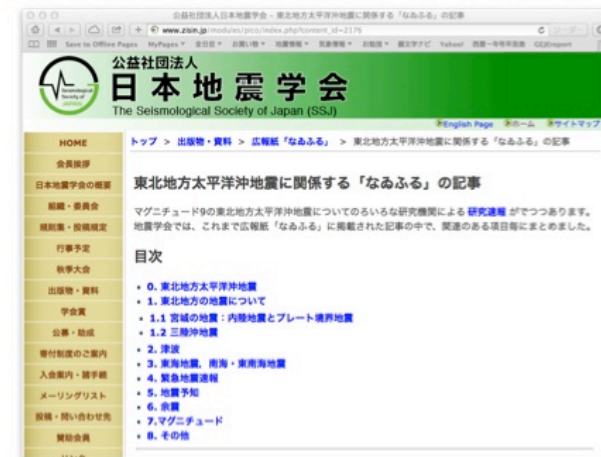 公益社団法人日本地震学会 - 東北地方太平洋沖地震に関係する「なゐふる」の記事
www.zisin.jp/modules/pico/index.php?content_id=2176
Save to Offline Pages MyPages Yahoo!
公益社団法人
日本地震学会
The Seismological Society of Japan (SSJ)
English Page ホーム サイトマップ
HOME
会長挨拶
日本地震学会の概要
組織・委員会
規則集・投稿規定
行事予定
秋季大会
出版物・資料
学会賞
公募・助成
寄付制度のご案内
入会案内・諸手続
メーリングリスト
投稿・問い合わせ先
賛助会員
トップ > 出版物・資料 > 広報紙「なゐふる」 > 東北地方太平洋沖地震に関係する「なゐふる」の記事
東北地方太平洋沖地震に関係する「なゐふる」の記事
マグニチュード9の東北地方太平洋沖地震についてのろいろな研究機関による 研究速報 がでつつあります。
地震学会では、これまで広報紙「なゐふる」に掲載された記事の中で、関連のある項目毎にまとめました。
目次
0. 東北地方太平洋沖地震
1. 東北地方の地震について
1.1 宮城の地震：内陸地震とプレート境界地震
1.2 三陸沖地震
2. 津波
3. 東海地震，南海・東南海地震
4. 緊急地震速報
5. 地震予知
6. 余震
7.マグニチュード
8. その他